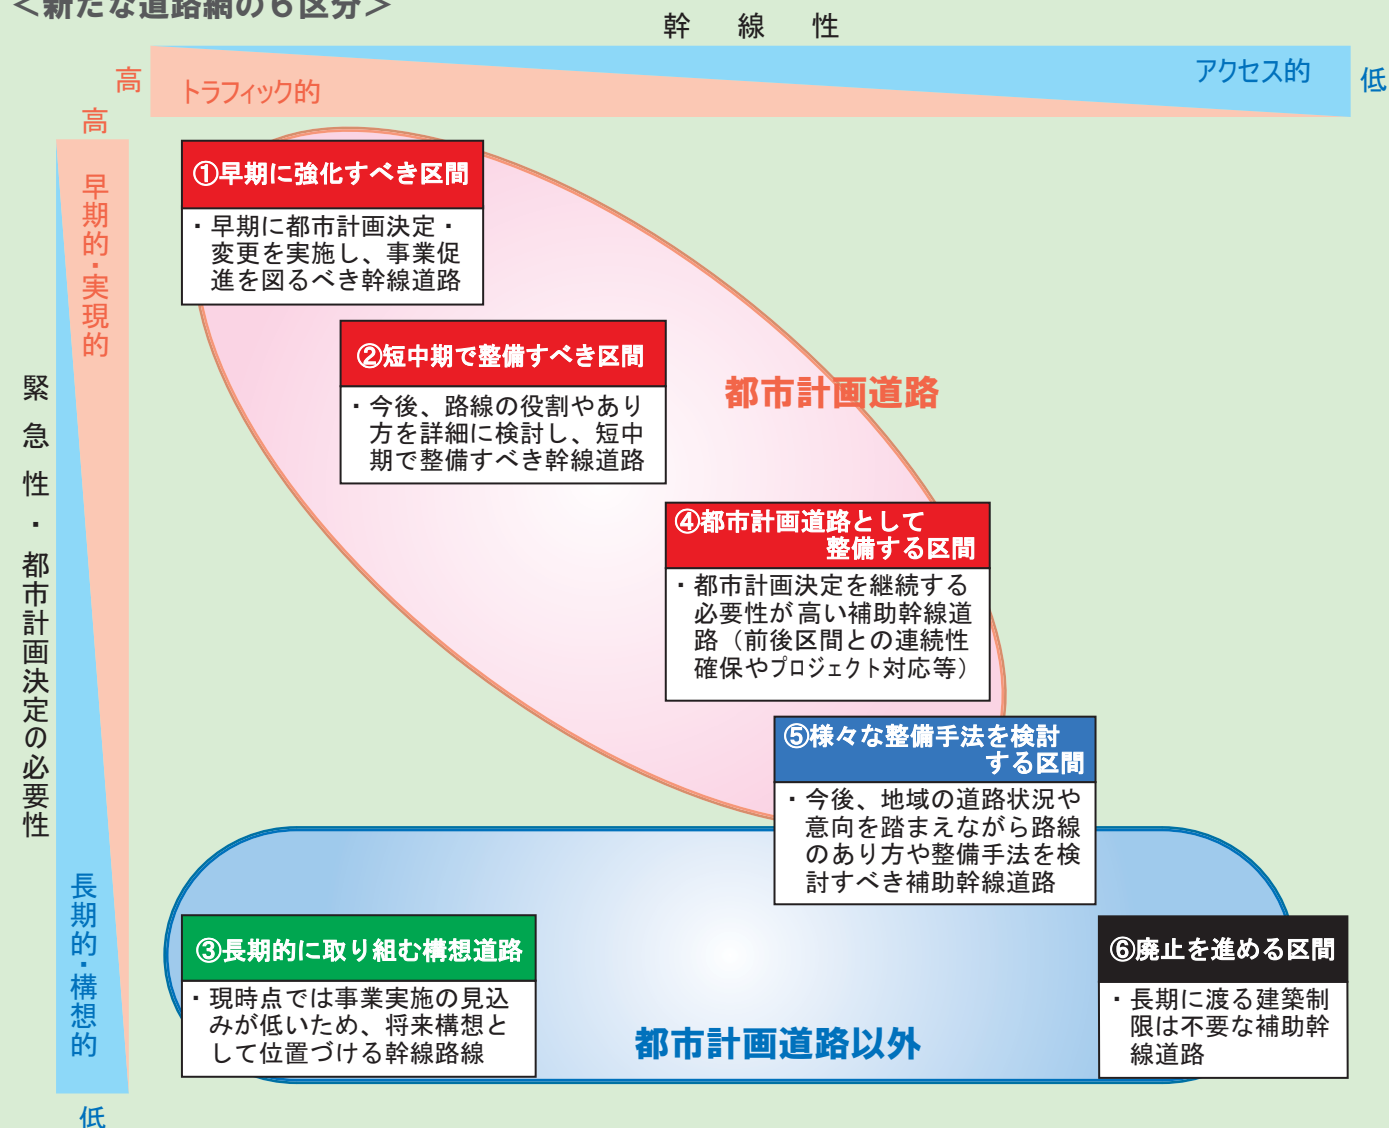 ＜新たな道路網の６区分＞
幹線性
高
トラフィック的
アクセス的
低
高
早期的・実現的
緊急性・都市計画決定の必要性
長期的・構想的
低
①早期に強化すべき区間
・早期に都市計画決定・
変更を実施し、事業促
進を図るべき幹線道路
②短中期で整備すべき区間
・今後、路線の役割やあり
方を詳細に検討し、短中
期で整備すべき幹線道路
都市計画道路
④都市計画道路として
整備する区間
・都市計画決定を継続する
必要性が高い補助幹線道
路（前後区間との連続性
確保やプロジェクト対応等）
⑤様々な整備手法を検討
する区間
・今後、地域の道路状況や
意向を踏まえながら路線
のあり方や整備手法を検
討すべき補助幹線道路
③長期的に取り組む構想道路
・現時点では事業実施の見込
みが低いため、将来構想と
して位置づける幹線路線
都市計画道路以外
⑥廃止を進める区間
・長期に渡る建築制
限は不要な補助幹
線道路